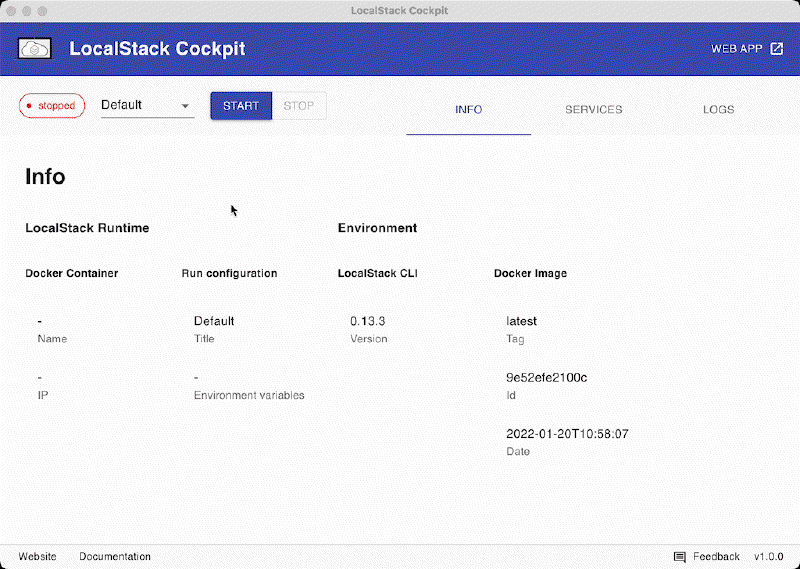 LocalStack Cockpit
LocalStack Cockpit
WEB APP
stopped
Default
START
STOP
INFO
SERVICES
LOGS
Info
LocalStack Runtime
Environment
Docker Container
Run configuration
LocalStack CLI
Docker Image
-
Name
Default
Title
0.13.3
Version
latest
Tag
-
IP
-
Environment variables
9e52efe2100c
Id
2022-01-20T10:58:07
Date
Website
Documentation
Feedback
v1.0.0